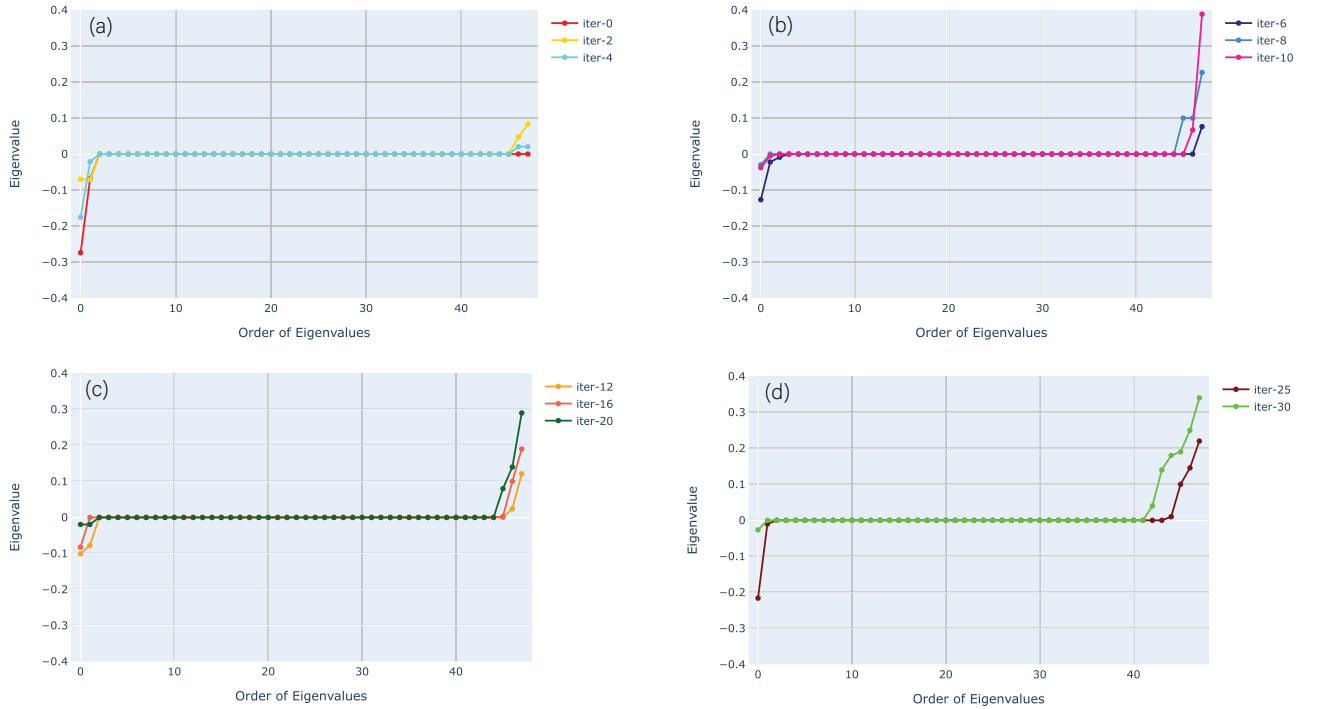 (a)
0.4
0.3
0.2
0.1
0
−0.1
−0.2
−0.3
−0.4
Eigenvalue
0 10 20 30 40
Order of Eigenvalues
iter-0
iter-2
iter-4
(b)
0.4
0.3
0.2
0.1
0
−0.1
−0.2
−0.3
−0.4
Eigenvalue
0 10 20 30 40
Order of Eigenvalues
iter-6
iter-8
iter-10
(c)
0.4
0.3
0.2
0.1
0
−0.1
−0.2
−0.3
−0.4
Eigenvalue
0 10 20 30 40
Order of Eigenvalues
iter-12
iter-16
iter-20
(d)
0.4
0.3
0.2
0.1
0
−0.1
−0.2
−0.3
−0.4
Eigenvalue
0 10 20 30 40
Order of Eigenvalues
iter-25
iter-30